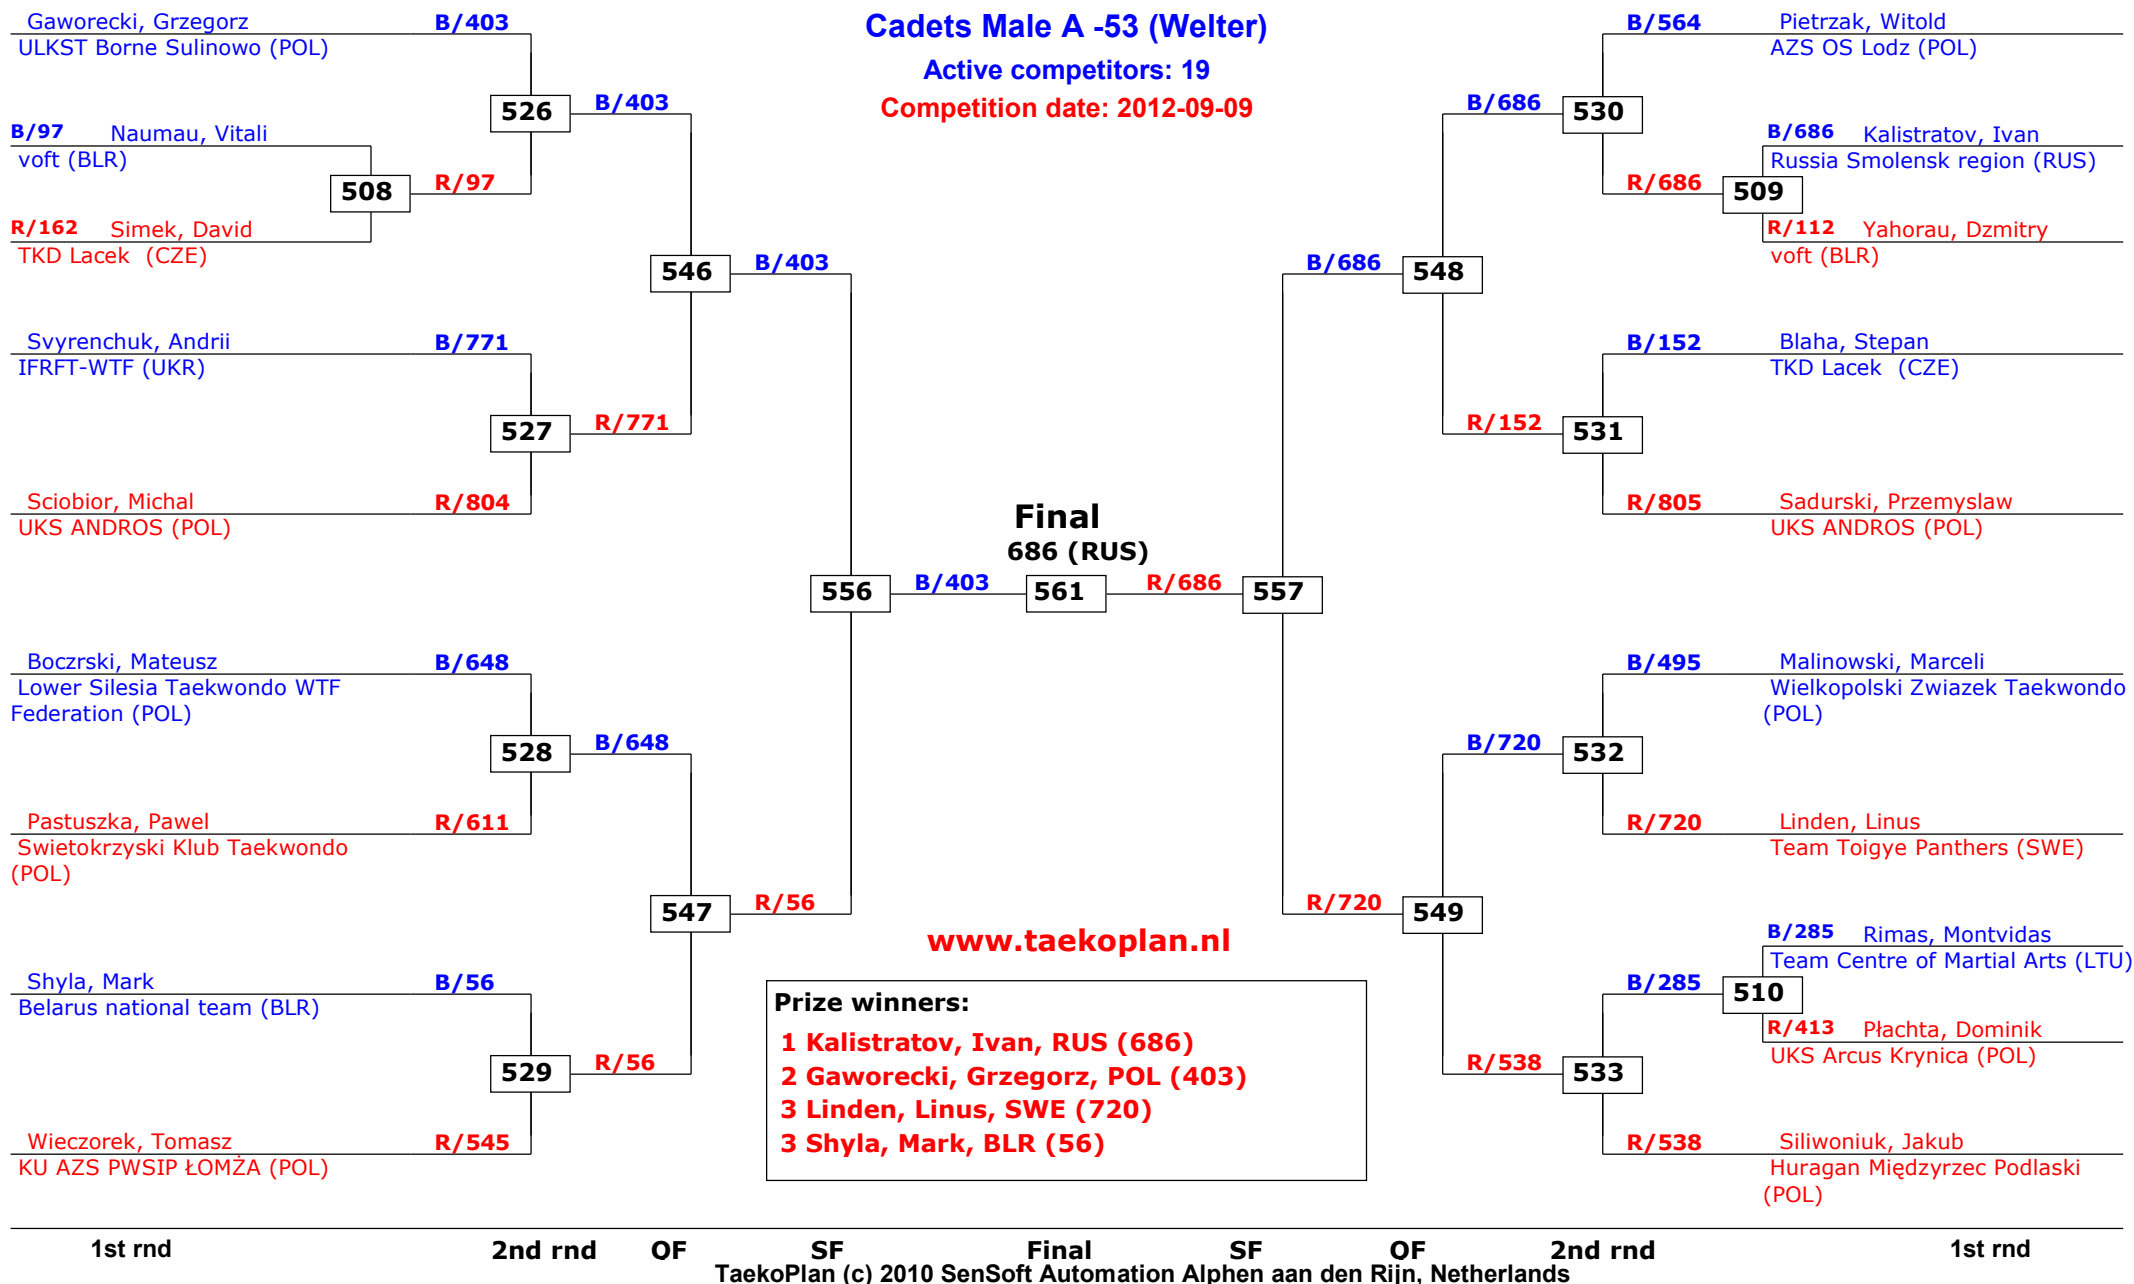 Cadets Male A -53 (Welter)
Active competitors: 19
Competition date: 2012-09-09
Gaworecki, Grzegorz
B/403
ULKST Borne Sulinowo (POL)
526
B/403
B/97 Naumau, Vitali
voft (BLR)
508
R/97
R/162 Simek, David
TKD Lacek (CZE)
546
B/403
Svyrenchuk, Andrii
B/771
IFRFT-WTF (UKR)
527
R/771
Sciobior, Michal
R/804
UKS ANDROS (POL)
556
B/403
Boczrski, Mateusz
B/648
Lower Silesia Taekwondo WTF
Federation (POL)
528
B/648
Pastuszka, Pawel
R/611
Swietokrzyski Klub Taekwondo
(POL)
547
R/56
Shyla, Mark
B/56
Belarus national team (BLR)
529
R/56
Wieczorek, Tomasz
R/545
KU AZS PWSIP ŁOMŻA (POL)
Final
686 (RUS)
561
B/564
Pietrzak, Witold
AZS OS Lodz (POL)
B/686
530
B/686 Kalistratov, Ivan
Russia Smolensk region (RUS)
R/686
509
R/112 Yahorau, Dzmitry
voft (BLR)
B/686
548
B/152
Blaha, Stepan
TKD Lacek (CZE)
R/152
531
R/805
Sadurski, Przemyslaw
UKS ANDROS (POL)
R/686
557
B/495
Malinowski, Marceli
Wielkopolski Zwiazek Taekwondo
(POL)
B/720
532
R/720
Linden, Linus
Team Toigye Panthers (SWE)
R/720
549
B/285 Rimas, Montvidas
Team Centre of Martial Arts (LTU)
B/285
510
R/413 Płachta, Dominik
UKS Arcus Krynica (POL)
R/538
533
R/538
Siliwoniuk, Jakub
Huragan Międzyrzec Podlaski
(POL)
www.taekoplan.nl
Prize winners:
1 Kalistratov, Ivan, RUS (686)
2 Gaworecki, Grzegorz, POL (403)
3 Linden, Linus, SWE (720)
3 Shyla, Mark, BLR (56)
1st rnd 2nd rnd QF SF Final SF QF 2nd rnd 1st rnd
TaekoPlan (c) 2010 SenSoft Automation Alphen aan den Rijn, Netherlands